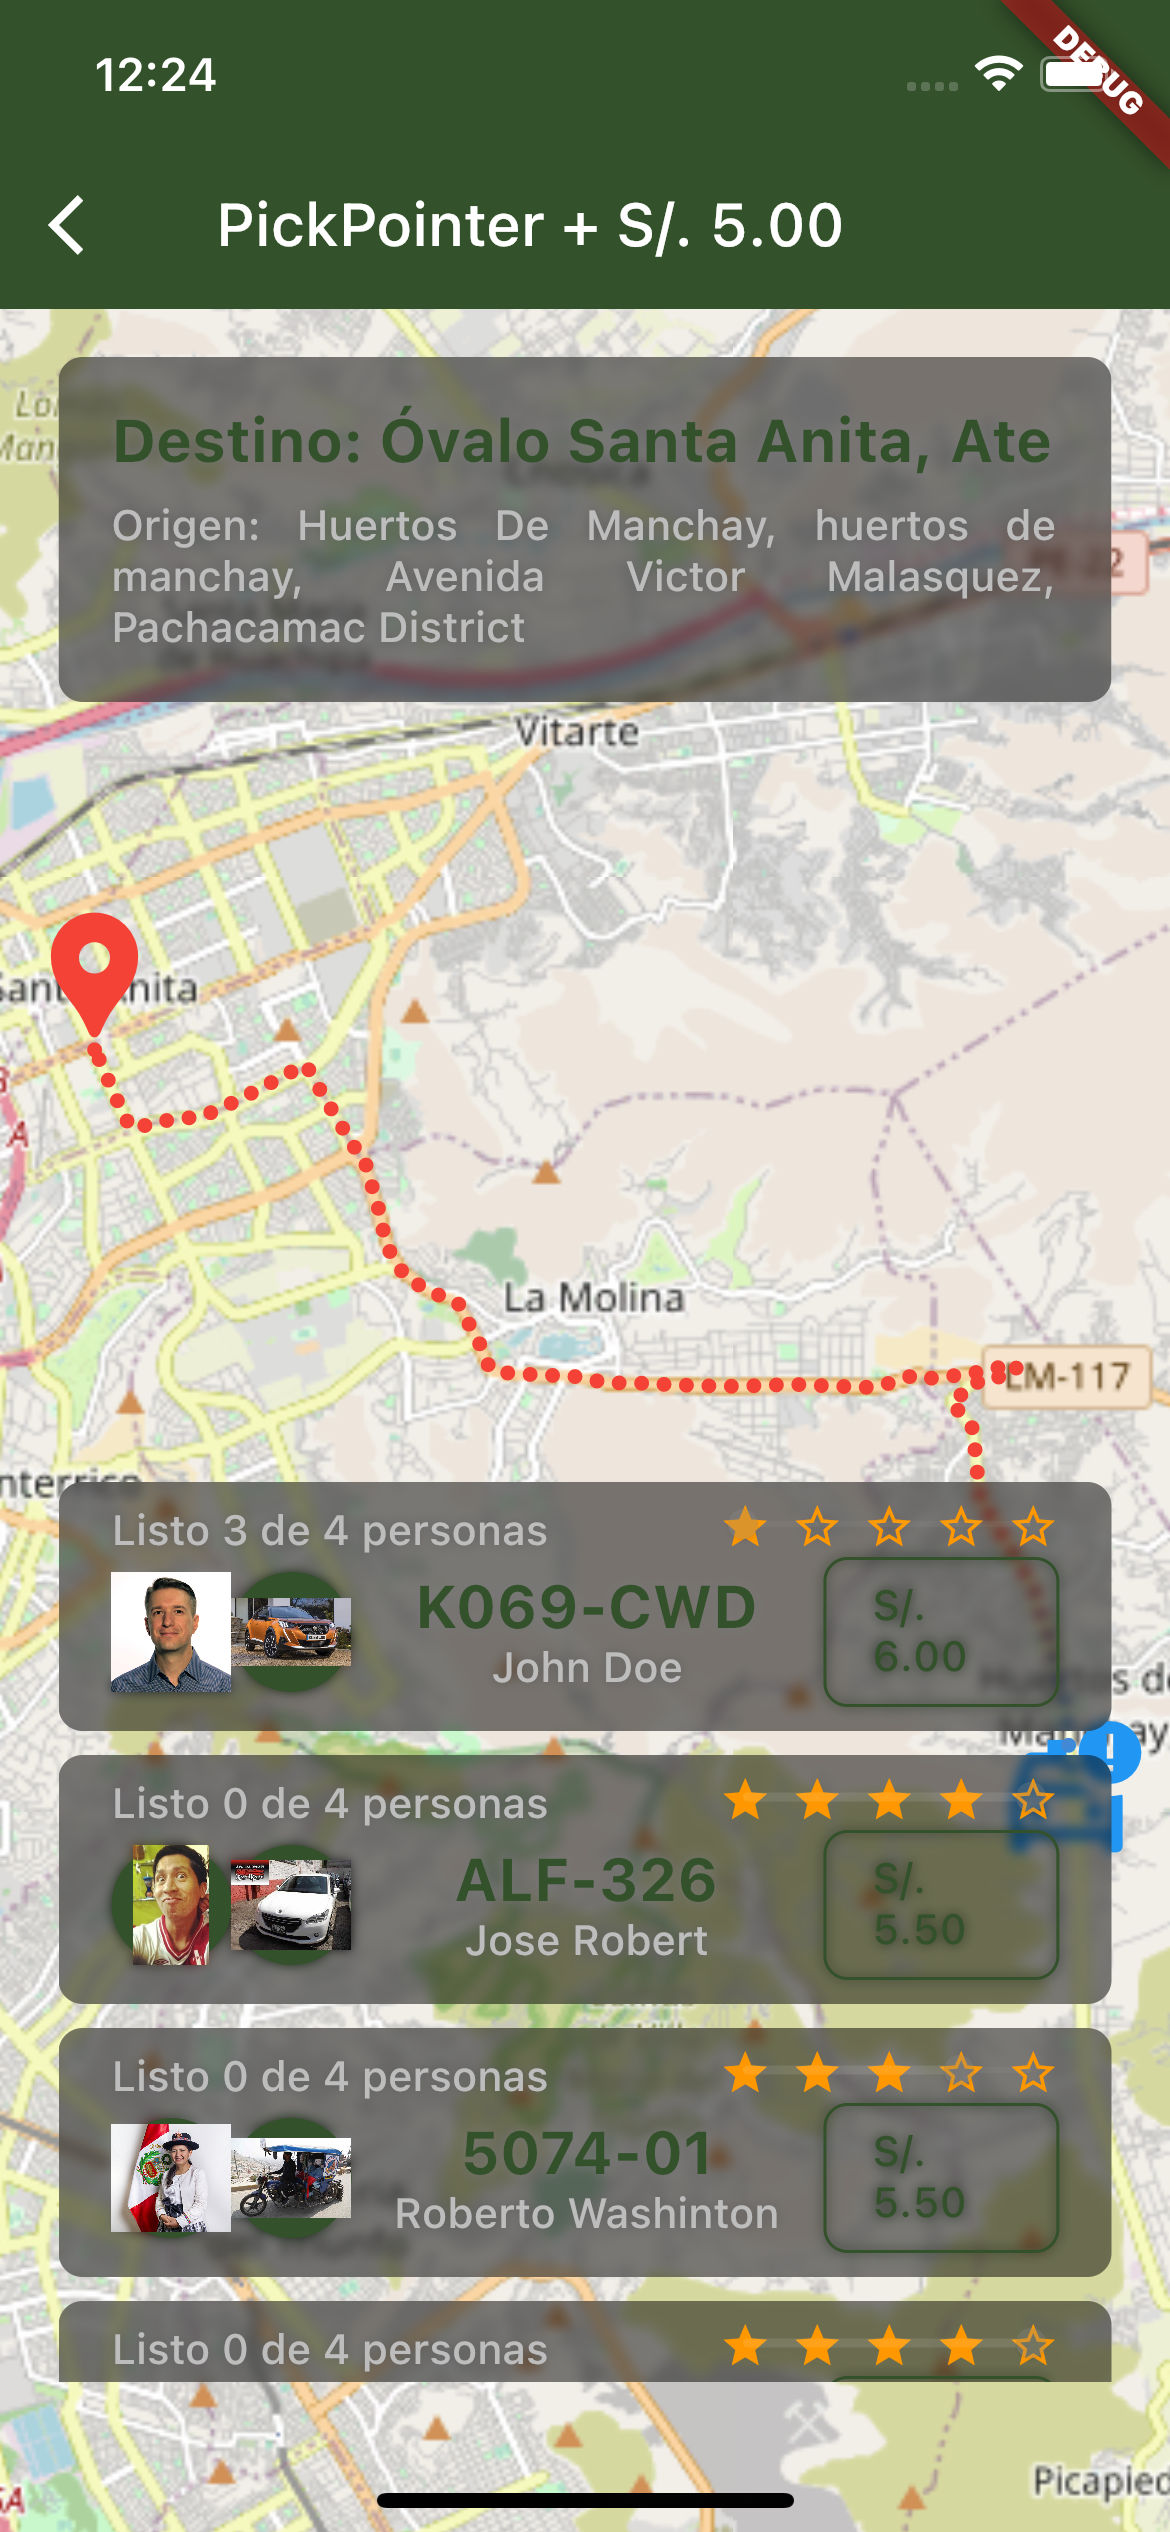 12:24
DEBUG
PickPointer + S/. 5.00
Destino: Óvalo Santa Anita, Ate
Origen: Huertos De Manchay, huertos de
manchay, Avenida Victor Malasquez,
Pachacamac District
Vitarte
La Molina
LM-117
Listo 3 de 4 personas
K069-CWD
John Doe
S/.
6.00
Listo 0 de 4 personas
ALF-326
Jose Robert
S/.
5.50
Listo 0 de 4 personas
5074-01
Roberto Washinton
S/.
5.50
Listo 0 de 4 personas
Picapied